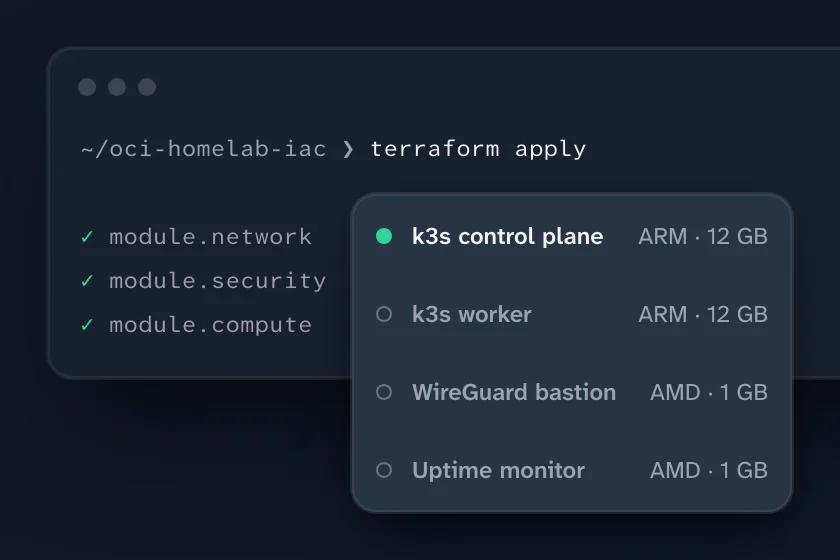 ~/oci-homelab-iac ❯ terraform apply
✓ module.network
✓ module.security
✓ module.compute
k3s control plane ARM · 12 GB
k3s worker ARM · 12 GB
WireGuard bastion AMD · 1 GB
Uptime monitor AMD · 1 GB